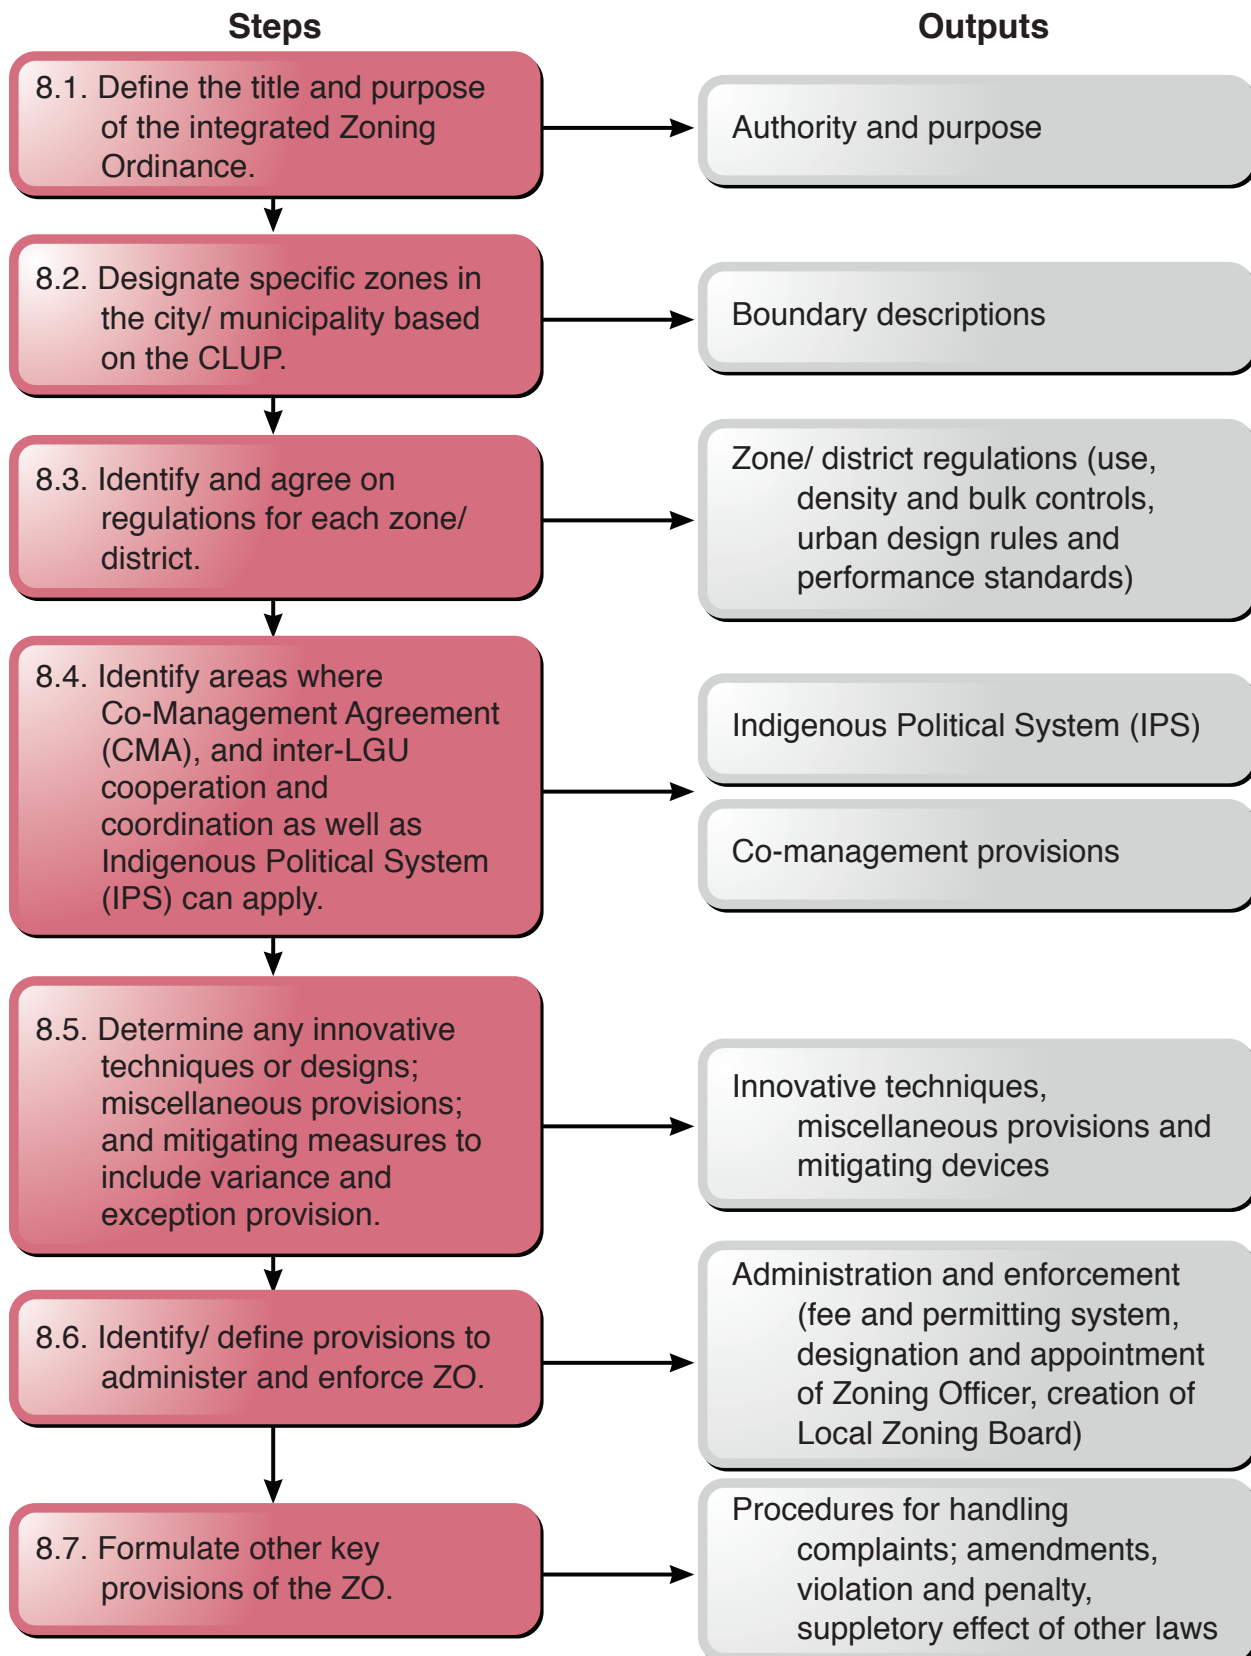 Steps
Outputs
8.1. Define the title and purpose
of the integrated Zoning
Ordinance.
Authority and purpose
8.2. Designate specific zones in
the city/ municipality based
on the CLUP.
Boundary descriptions
8.3. Identify and agree on
regulations for each zone/
district.
Zone/ district regulations (use,
density and bulk controls,
urban design rules and
performance standards)
8.4. Identify areas where
Co-Management Agreement
(CMA), and inter-LGU
cooperation and
coordination as well as
Indigenous Political System
(IPS) can apply.
Indigenous Political System (IPS)
Co-management provisions
8.5. Determine any innovative
techniques or designs;
miscellaneous provisions;
and mitigating measures to
include variance and
exception provision.
Innovative techniques,
miscellaneous provisions and
mitigating devices
8.6. Identify/ define provisions to
administer and enforce ZO.
Administration and enforcement
(fee and permitting system,
designation and appointment
of Zoning Officer, creation of
Local Zoning Board)
8.7. Formulate other key
provisions of the ZO.
Procedures for handling
complaints; amendments,
violation and penalty,
suppletory effect of other laws